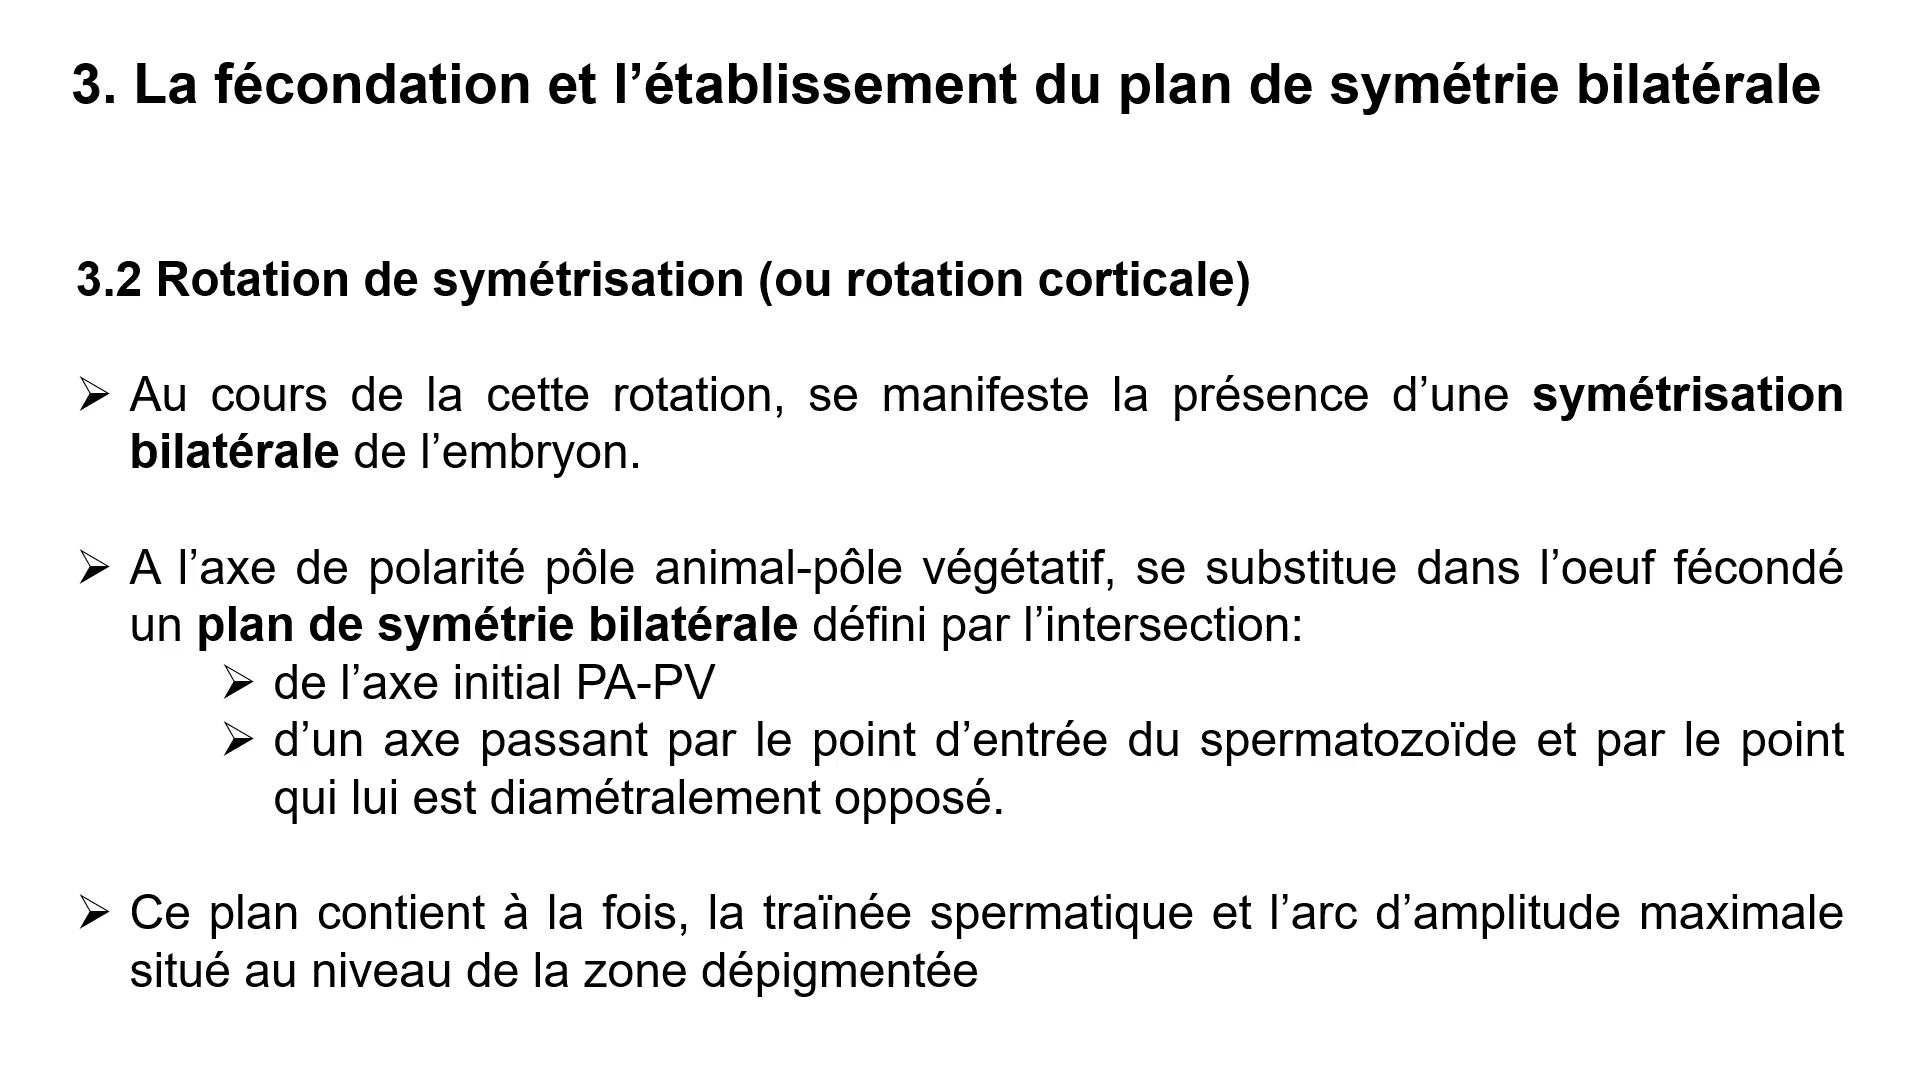 3. La fécondation et l’établissement du plan de symétrie bilatérale
3.2 Rotation de symétrisation (ou rotation corticale)
➢ Au cours de la cette rotation, se manifeste la présence d’une symétrisation
bilatérale de l’embryon.
➢ A l’axe de polarité pôle animal-pôle végétatif, se substitue dans l’oeuf fécondé
un plan de symétrie bilatérale défini par l’intersection:
➢ de l’axe initial PA-PV
➢ d’un axe passant par le point d’entrée du spermatozoïde et par le point
qui lui est diamétralement opposé.
➢ Ce plan contient à la fois, la traïnée spermatique et l’arc d’amplitude maximale
situé au niveau de la zone dépigmentée